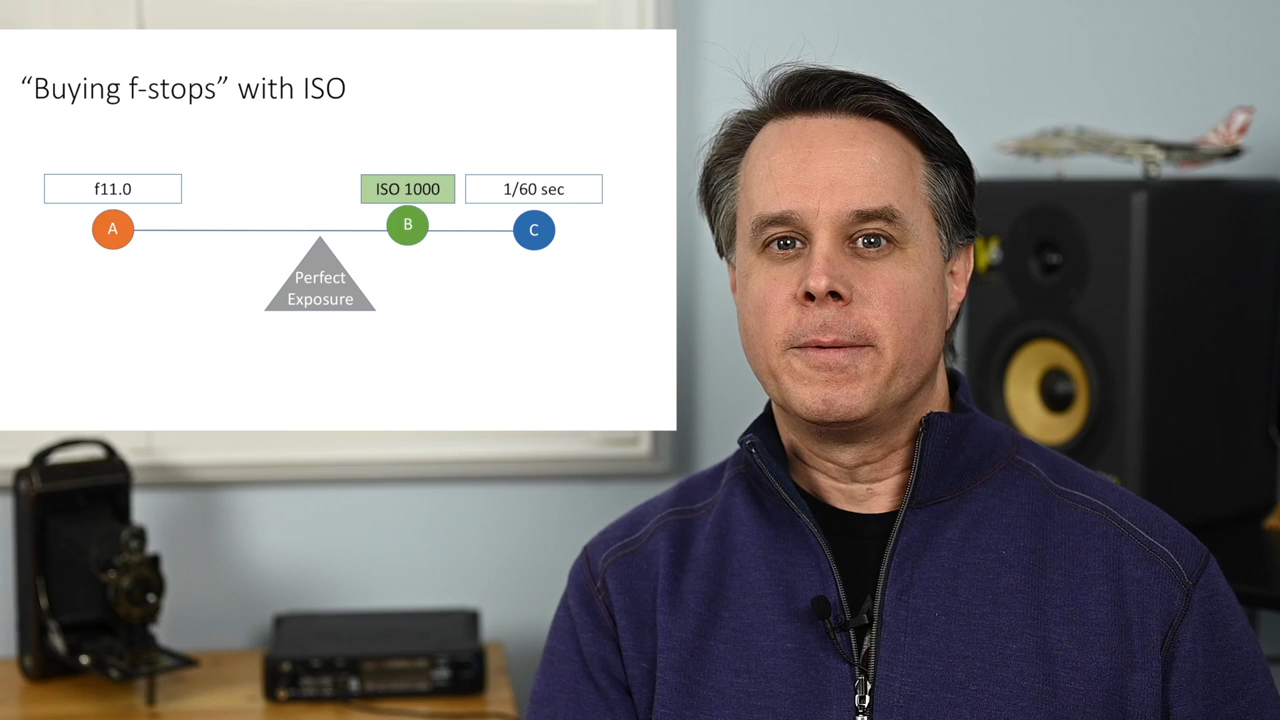 “Buying f-stops” with ISO
f11.0
ISO 1000
1/60 sec
A
B
C
Perfect
Exposure